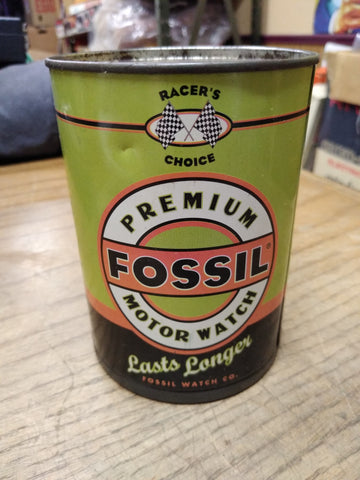 RACER'S
CHOICE
PREMIUM
FOSSIL®
MOTOR WATCH
Lasts Longer
FOSSIL WATCH CO.